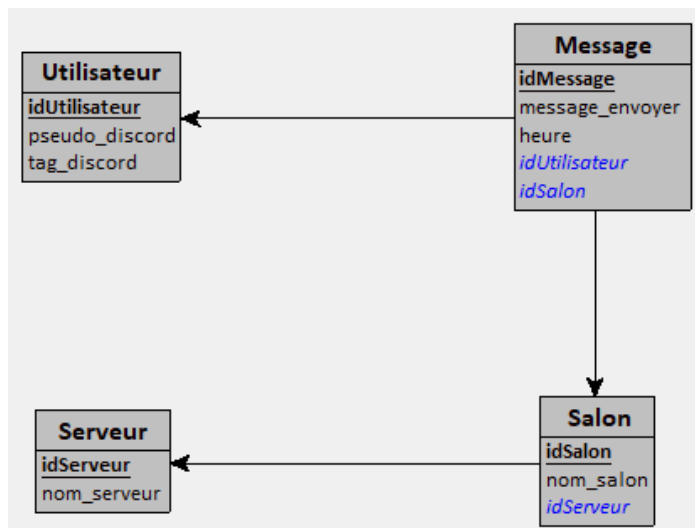 Utilisateur
idUtilisateur
pseudo_discord
tag_discord
Message
idMessage
message_envoyer
heure
idUtilisateur
idSalon
Serveur
idServeur
nom_serveur
Salon
idSalon
nom_salon
idServeur